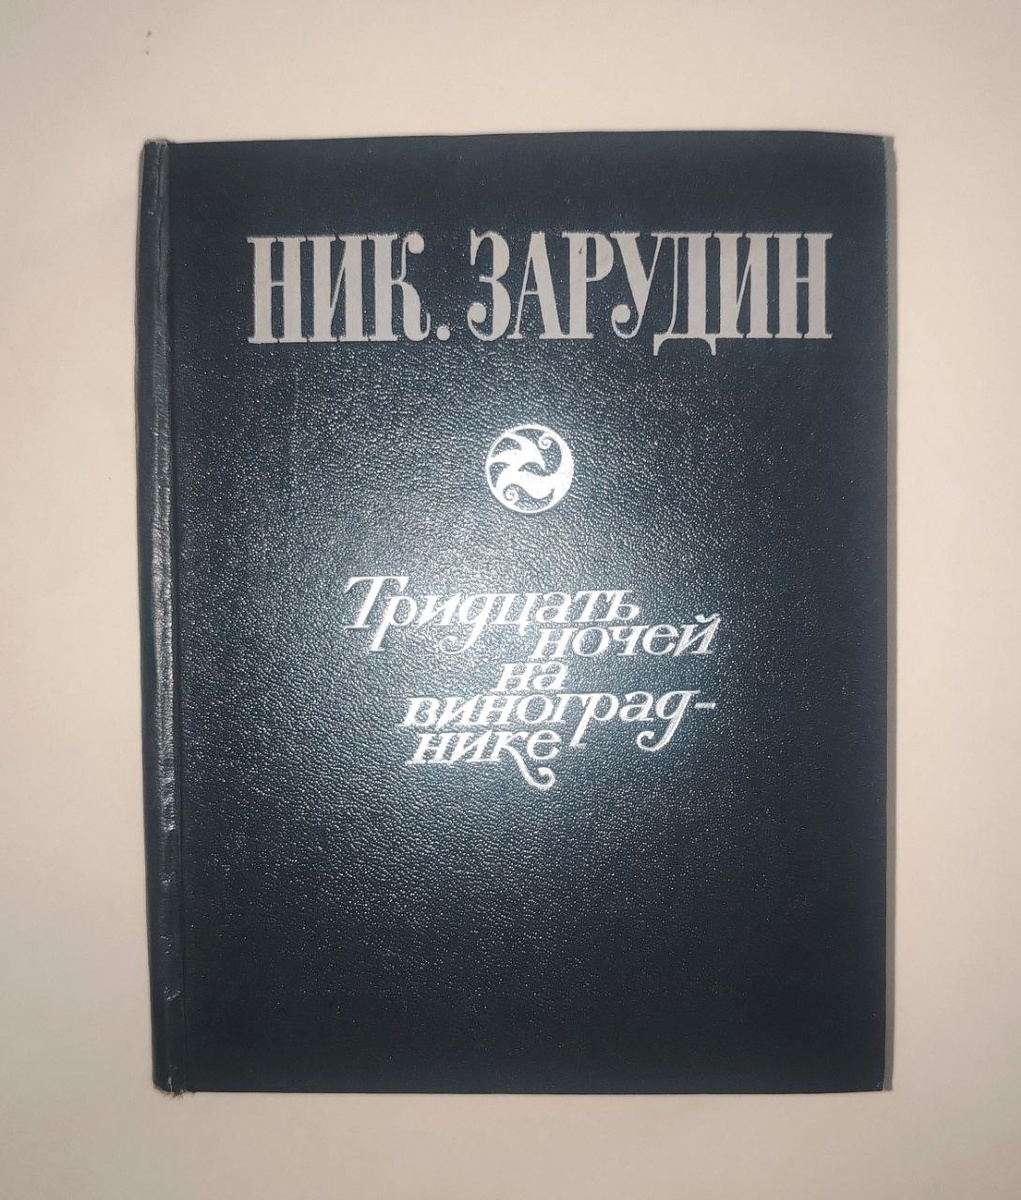 НИК. ЗАРУДИН
Тридцать
ночей
на
виноград-
нике